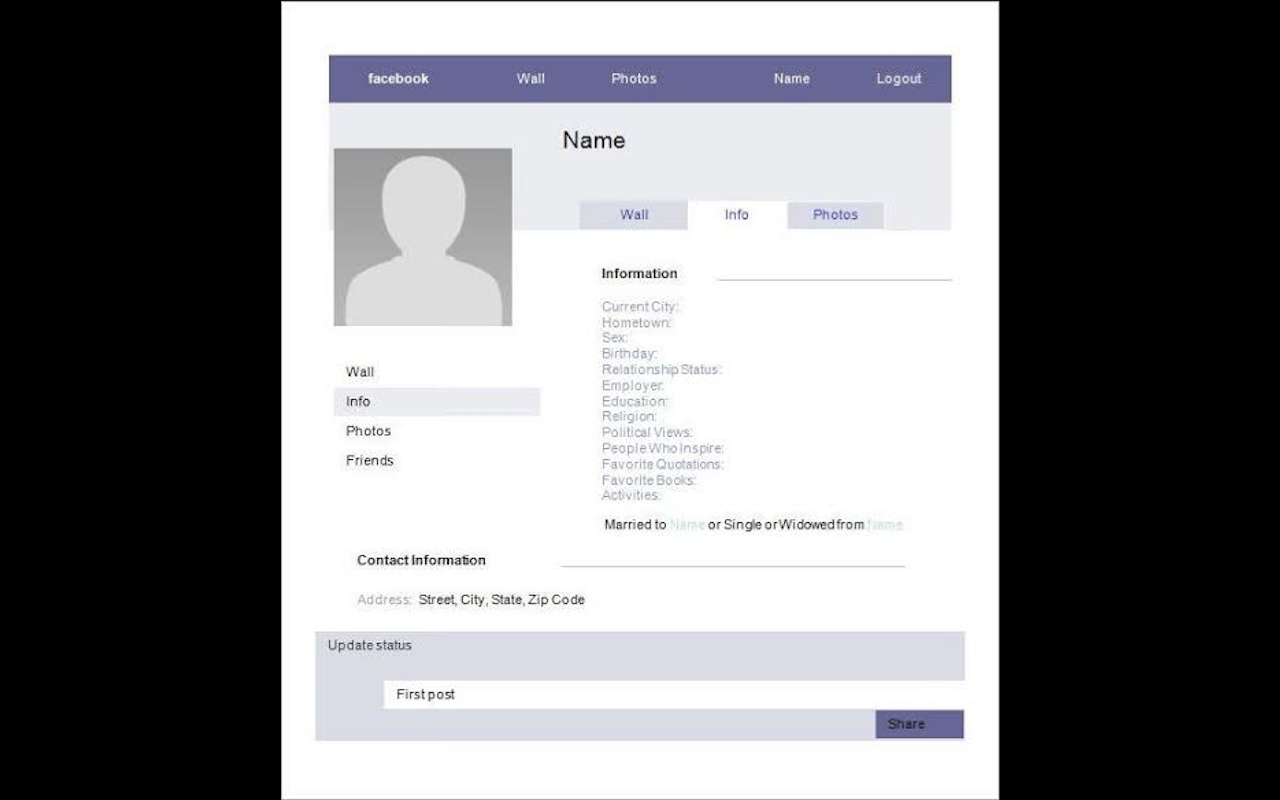 facebook Wall Photos Name Logout
Name
Wall Info Photos
Information
Current City:
Hometown:
Sex:
Birthday:
Relationship Status:
Employer:
Education:
Religion:
Political Views:
People Who Inspire:
Favorite Quotations:
Favorite Books:
Activities:
Married to Name or Single or Widowed from Name
Wall
Info
Photos
Friends
Contact Information
Address: Street, City, State, Zip Code
Update status
First post
Share